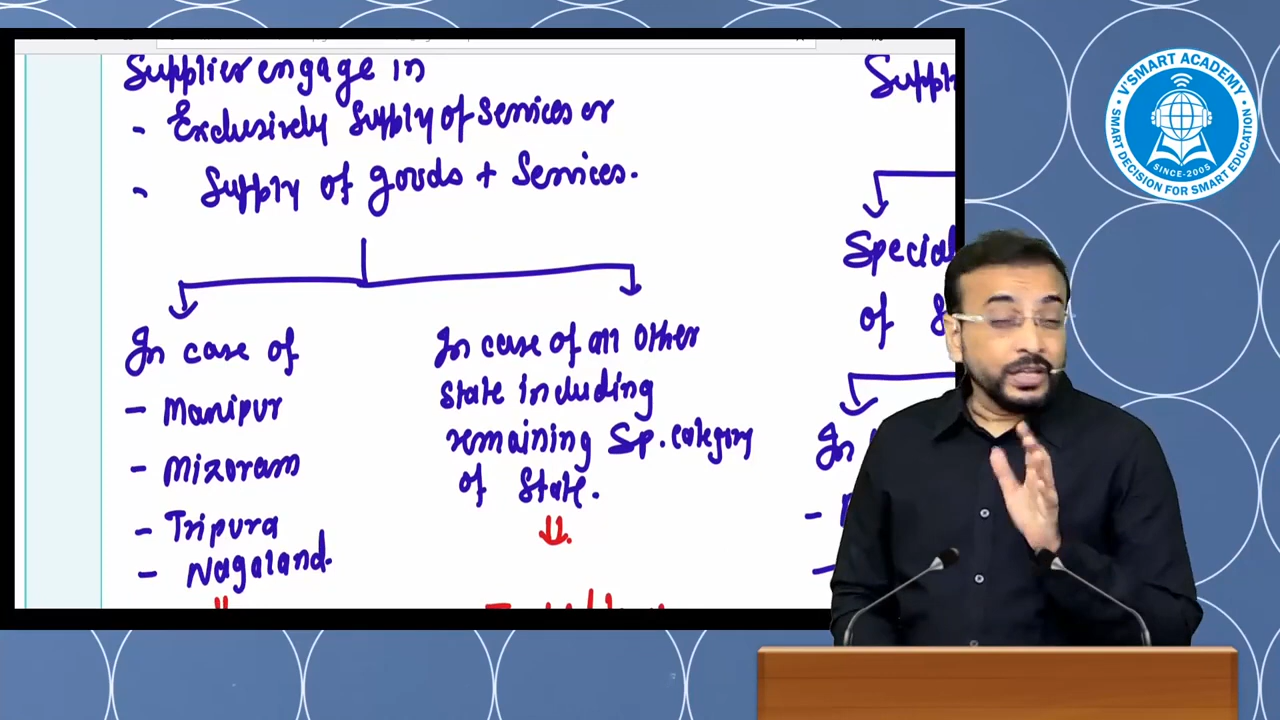 Supplier engage in
- Exclusively Supply of Services or
- Supply of goods + Services.
In case of
- Manipur
- Mizoram
- Tripura
- Nagaland.
In case of all other
state including
remaining Sp. category
of State.
Special
of
In
V'SMART ACADEMY
SINCE-2005
SMART DECISION FOR SMART EDUCATION